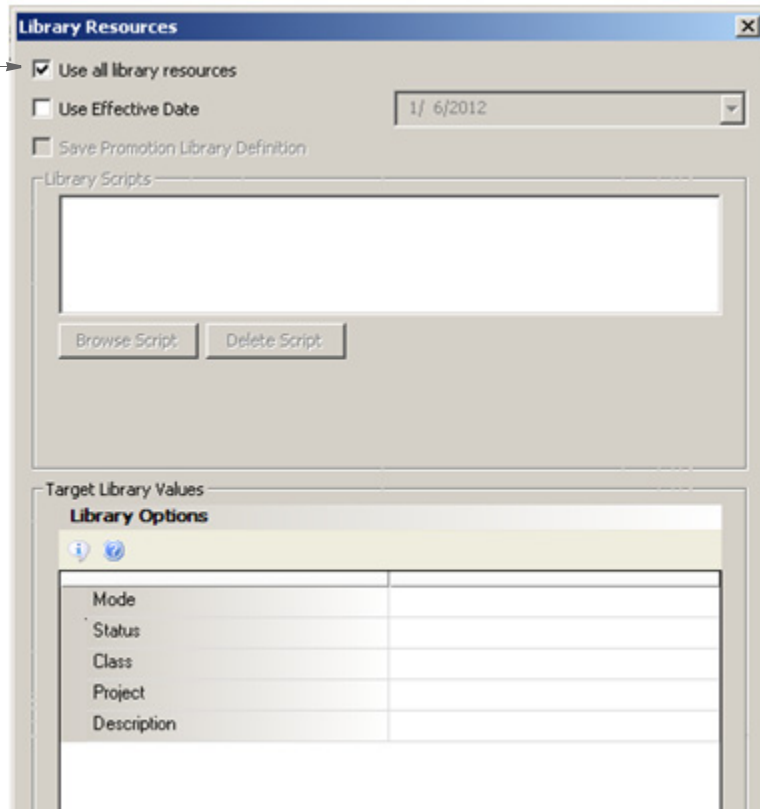 Library Resources
Use all library resources
Use Effective Date 1/ 6/2012
Save Promotion Library Definition
Library Scripts
Browse Script Delete Script
Target Library Values
Library Options
Mode
Status
Class
Project
Description